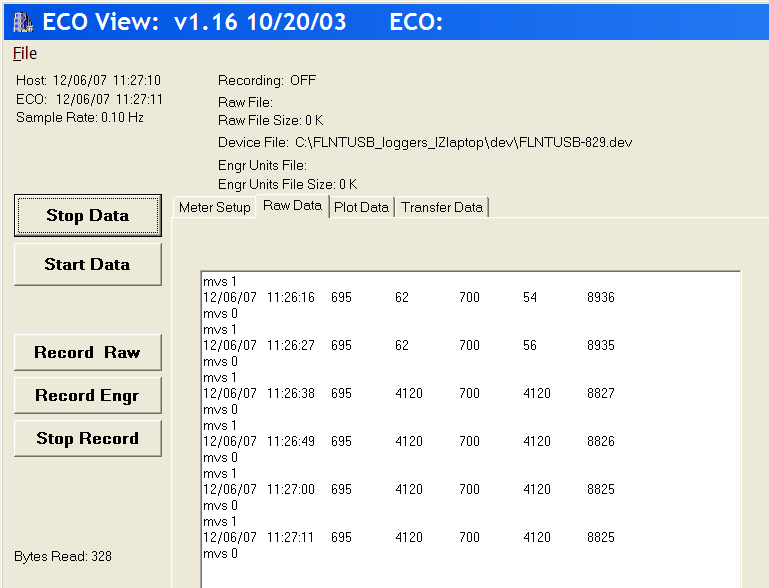 ECO View:  v1.16 10/20/03    ECO:
File
Host: 12/06/07 11:27:10
ECO: 12/06/07 11:27:11
Sample Rate: 0.10 Hz
Recording: OFF
Raw File:
Raw File Size: 0 K
Device File: C:\FLNTUSB_loggers_IZlaptop\dev\FLNTUSB-829.dev
Engr Units File:
Engr Units File Size: 0 K
Stop Data
Start Data
Record Raw
Record Engr
Stop Record
Bytes Read: 328
Meter Setup Raw Data Plot Data Transfer Data
mvs 1
12/06/07 11:26:16 695 62 700 54 8936
mvs 0
mvs 1
12/06/07 11:26:27 695 62 700 56 8935
mvs 0
mvs 1
12/06/07 11:26:38 695 4120 700 4120 8827
mvs 0
mvs 1
12/06/07 11:26:49 695 4120 700 4120 8826
mvs 0
mvs 1
12/06/07 11:27:00 695 4120 700 4120 8825
mvs 0
mvs 1
12/06/07 11:27:11 695 4120 700 4120 8825
mvs 0